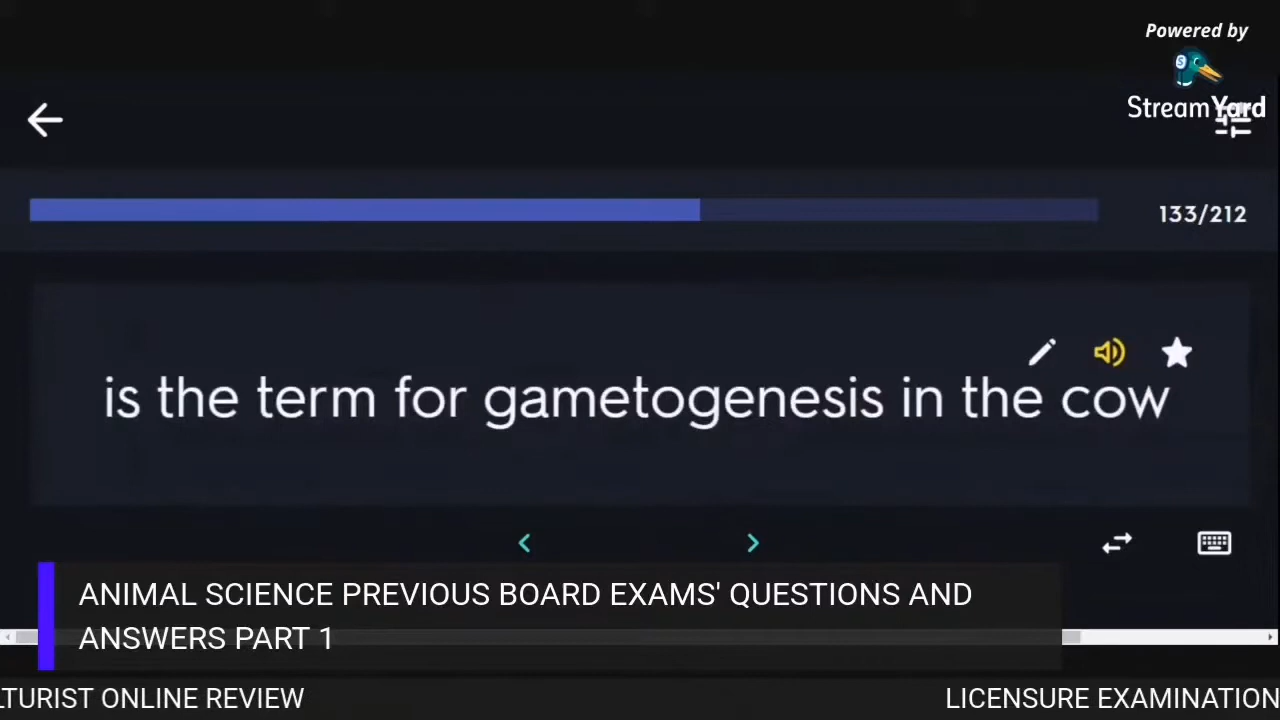 Powered by
StreamYard
133/212
is the term for gametogenesis in the cow
ANIMAL SCIENCE PREVIOUS BOARD EXAMS' QUESTIONS AND
ANSWERS PART 1
LTURIST ONLINE REVIEW
LICENSURE EXAMINATION